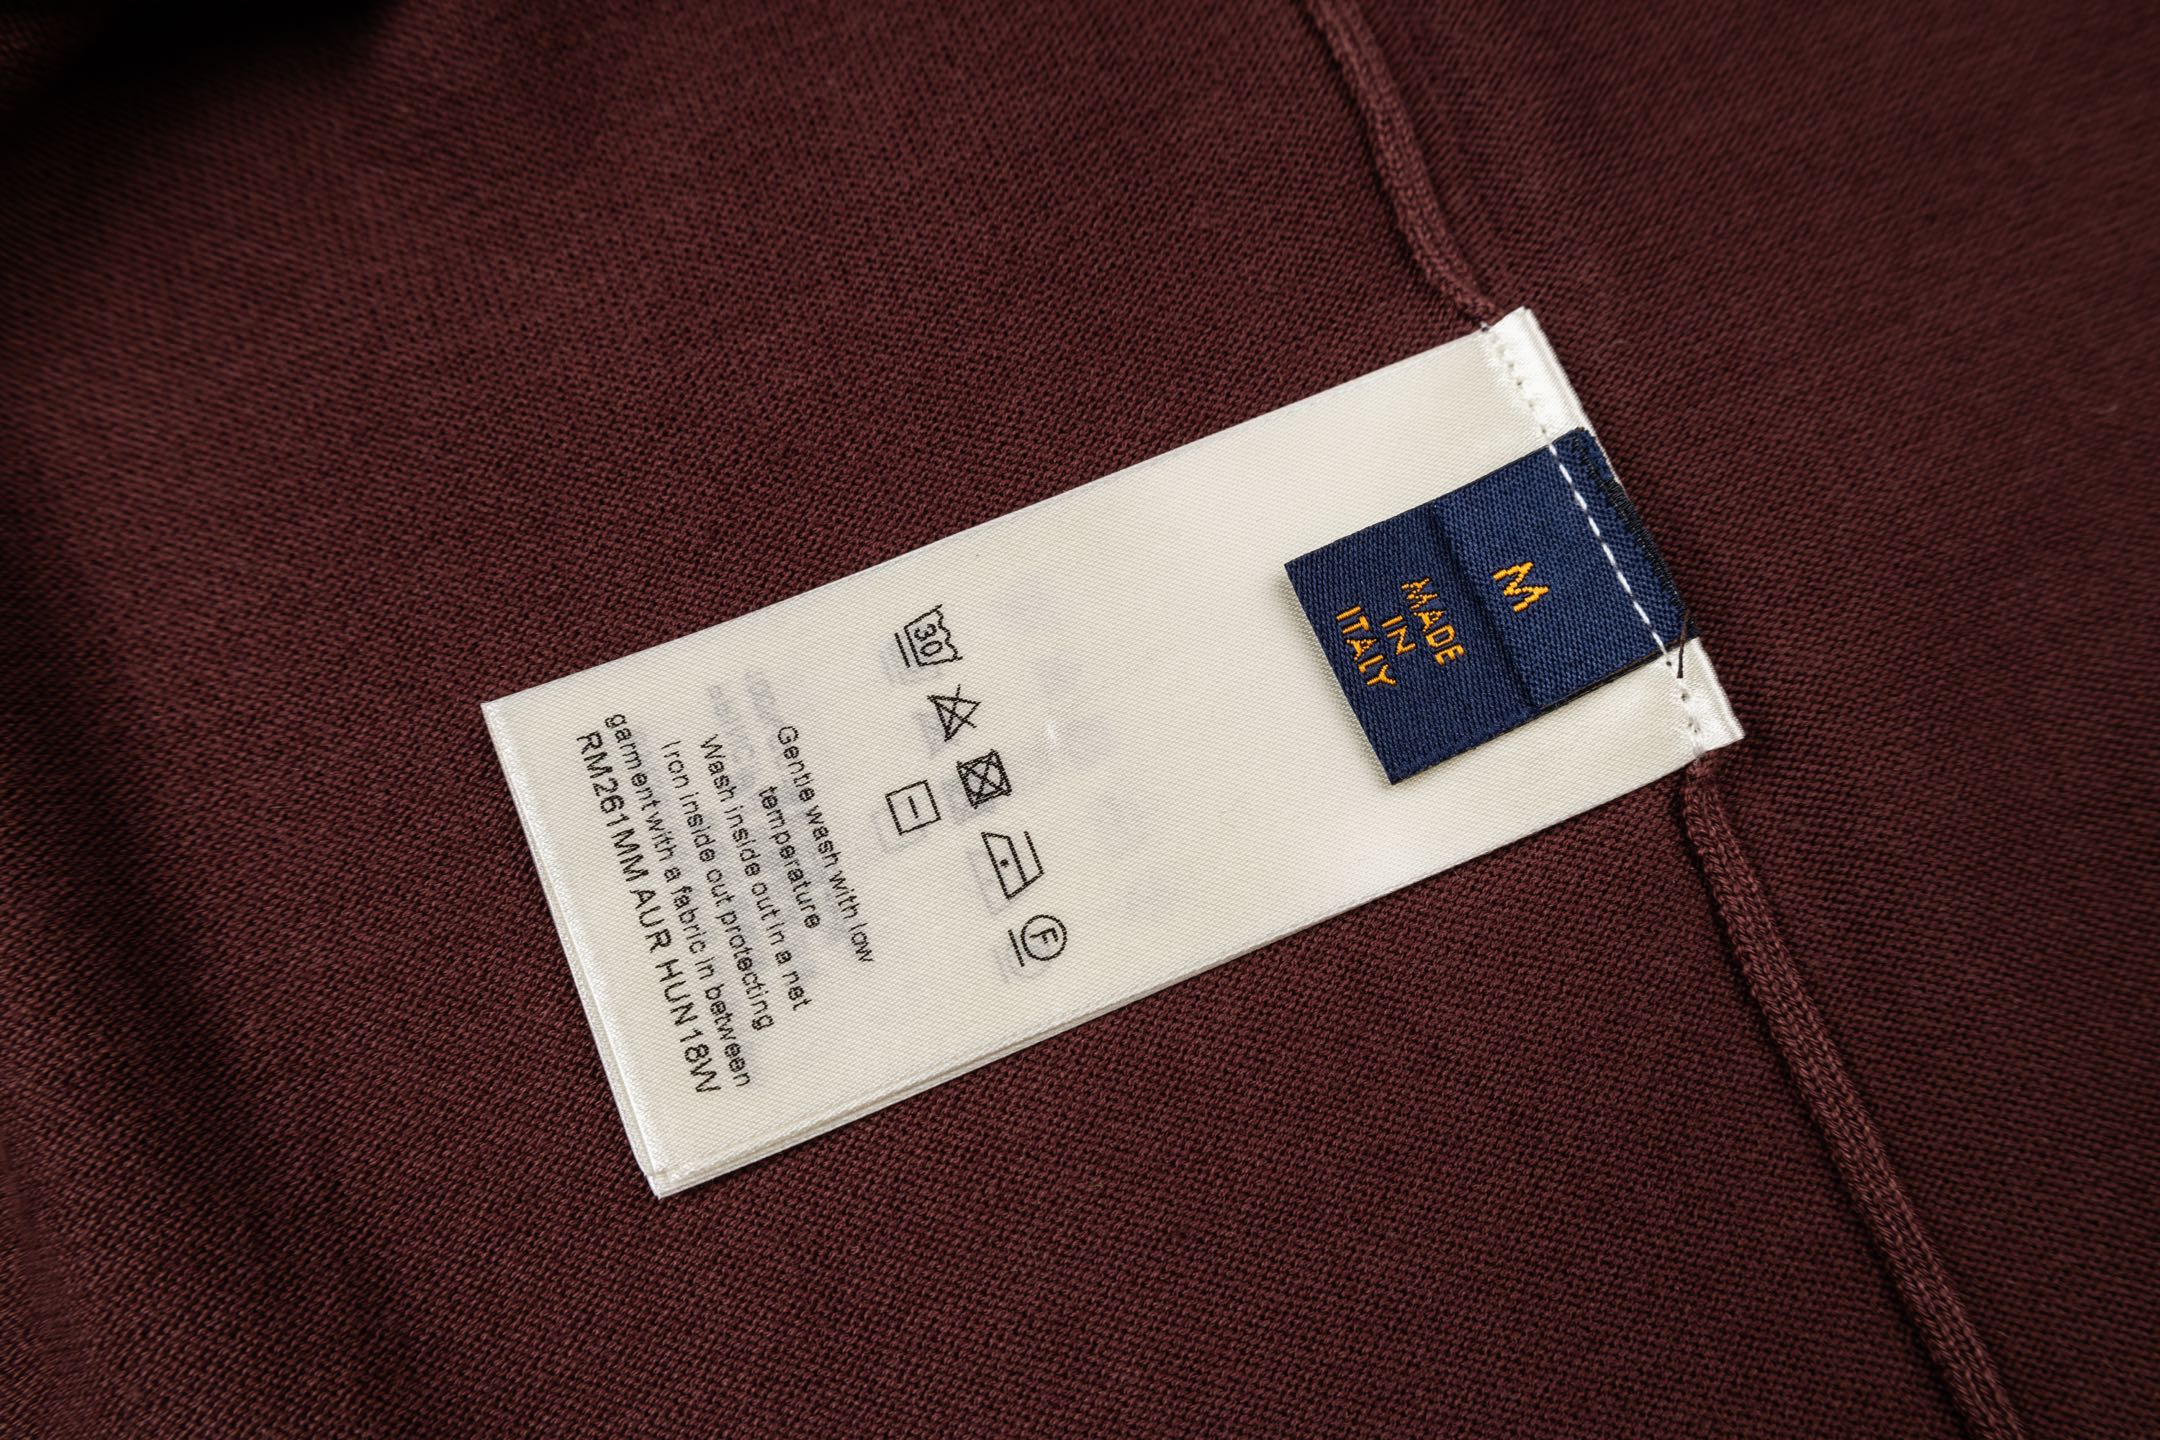 M
MADE
IN
ITALY
30
F
Gentle wash with low
temperature
Wash inside out in a net
Iron inside out protecting
garment with a fabric in between
RM261MM AUR HUN18W